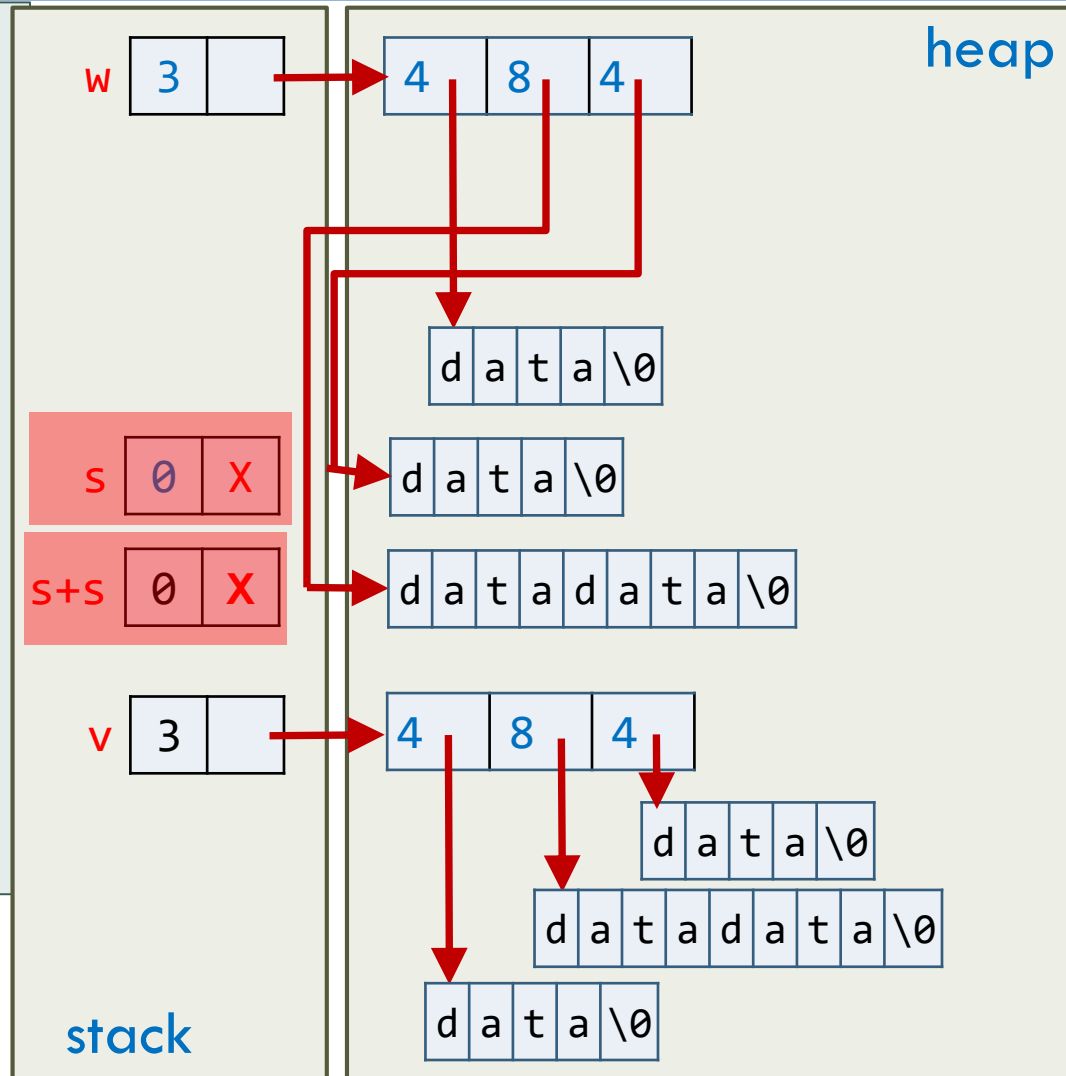 heap
w 3 4 8 4
d a t a \0
s 0 X d a t a \0
s+s 0 X d a t a d a t a \0
v 3 4 8 4
d a t a \0
d a t a d a t a \0
d a t a \0
stack